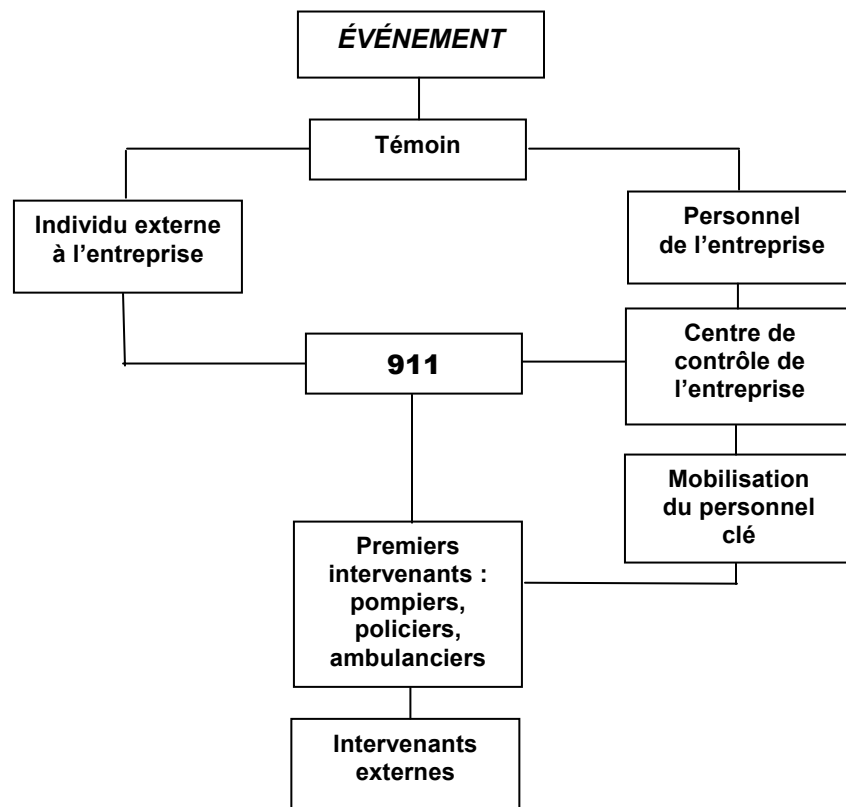 ÉVÉNEMENT
Témoin
Individu externe
à l’entreprise
Personnel
de l’entreprise
911
Centre de
contrôle de
l’entreprise
Mobilisation
du personnel
clé
Premiers
intervenants :
pompiers,
policiers,
ambulanciers
Intervenants
externes